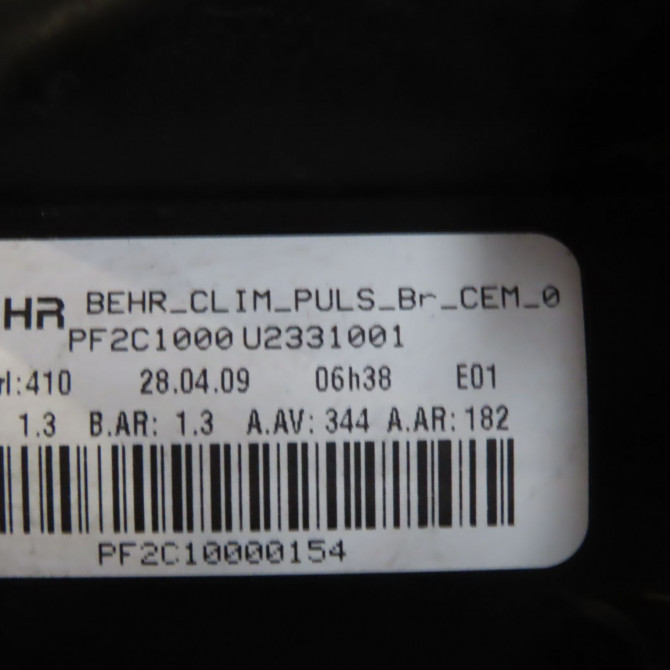 HR BEHR_CLIM_PULS_Br_CEM_0
PF2C1000 U2331001
rl:410 28.04.09 06h38 E01
1.3 B.AR: 1.3 A.AV: 344 A.AR: 182
PF2C10000154